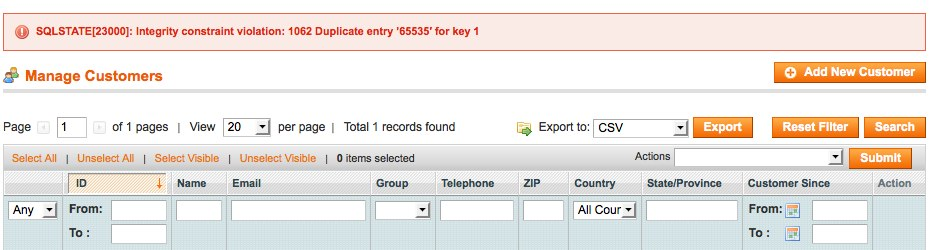 SQLSTATE[23000]: Integrity constraint violation: 1062 Duplicate entry '65535' for key 1
Manage Customers
Add New Customer
Page 1 of 1 pages | View 20 per page | Total 1 records found Export to: CSV Export Reset Filter Search
Select All | Unselect All | Select Visible | Unselect Visible | 0 items selected Actions Submit
ID Name Email Group Telephone ZIP Country State/Province Customer Since Action
Any From: All Cour From:
To : To :